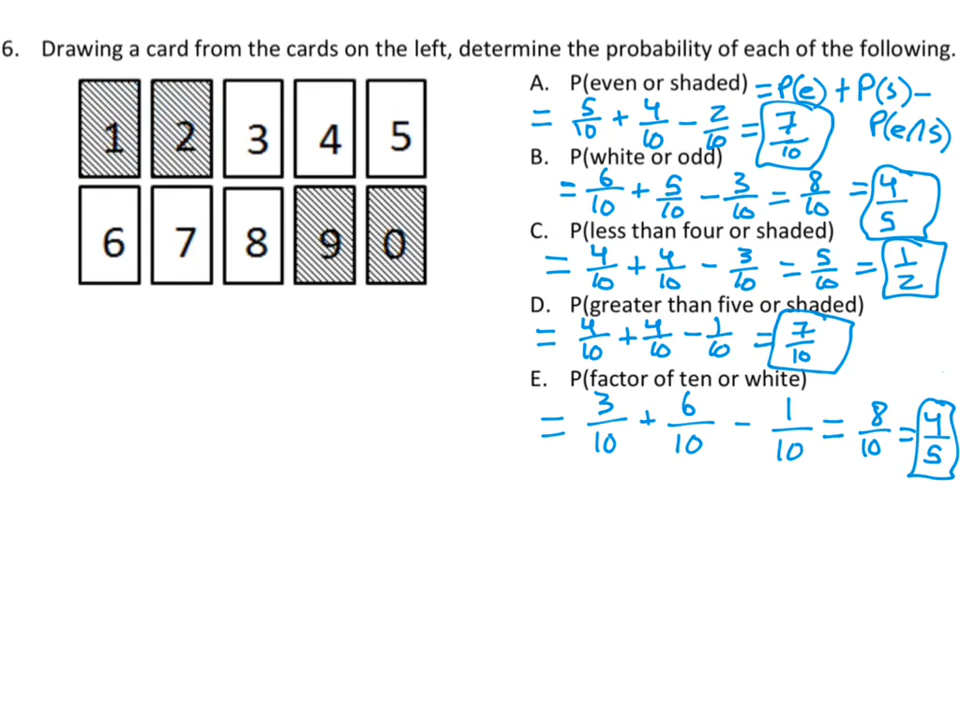 6. Drawing a card from the cards on the left, determine the probability of each of the following.
1 2 3 4 5
6 7 8 9 0
A. P(even or shaded) = P(e) + P(s) –
P(e∩s)
= 5/10 + 4/10 – 2/10 = 7/10
B. P(white or odd)
= 6/10 + 5/10 – 3/10 = 8/10 = 4/5
C. P(less than four or shaded)
= 4/10 + 4/10 – 3/10 = 5/10 = 1/2
D. P(greater than five or shaded)
= 4/10 + 4/10 – 1/10 = 7/10
E. P(factor of ten or white)
= 3/10 + 6/10 – 1/10 = 8/10 = 4/5